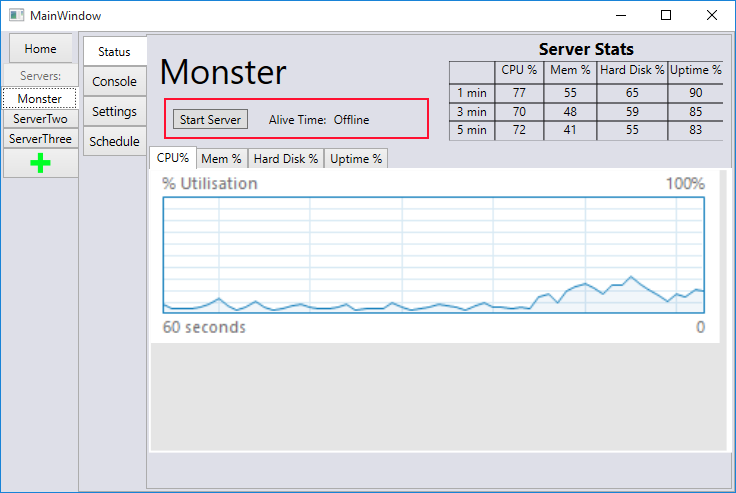 MainWindow
Home
Servers:
Monster
ServerTwo
ServerThree
Status
Console
Settings
Schedule
Monster
Start Server Alive Time: Offline
Server Stats
CPU % Mem % Hard Disk % Uptime %
1 min 77 55 65 90
3 min 70 48 59 85
5 min 72 41 55 83
CPU% Mem % Hard Disk % Uptime %
% Utilisation 100%
60 seconds 0